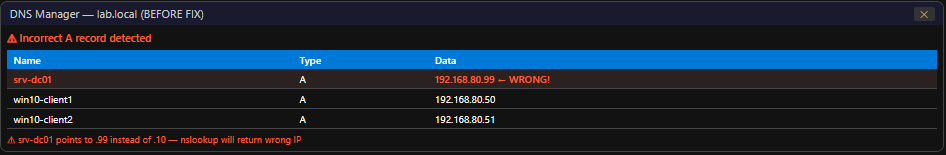 DNS Manager — lab.local (BEFORE FIX) ✕
⚠ Incorrect A record detected
Name Type Data
srv-dc01 A 192.168.80.99 ← WRONG!
win10-client1 A 192.168.80.50
win10-client2 A 192.168.80.51
⚠ srv-dc01 points to .99 instead of .10 — nslookup will return wrong IP